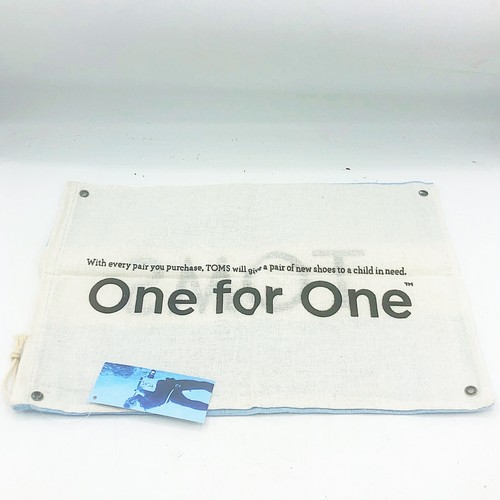 With every pair you purchase, TOMS will give a pair of new shoes to a child in need.
One for One™